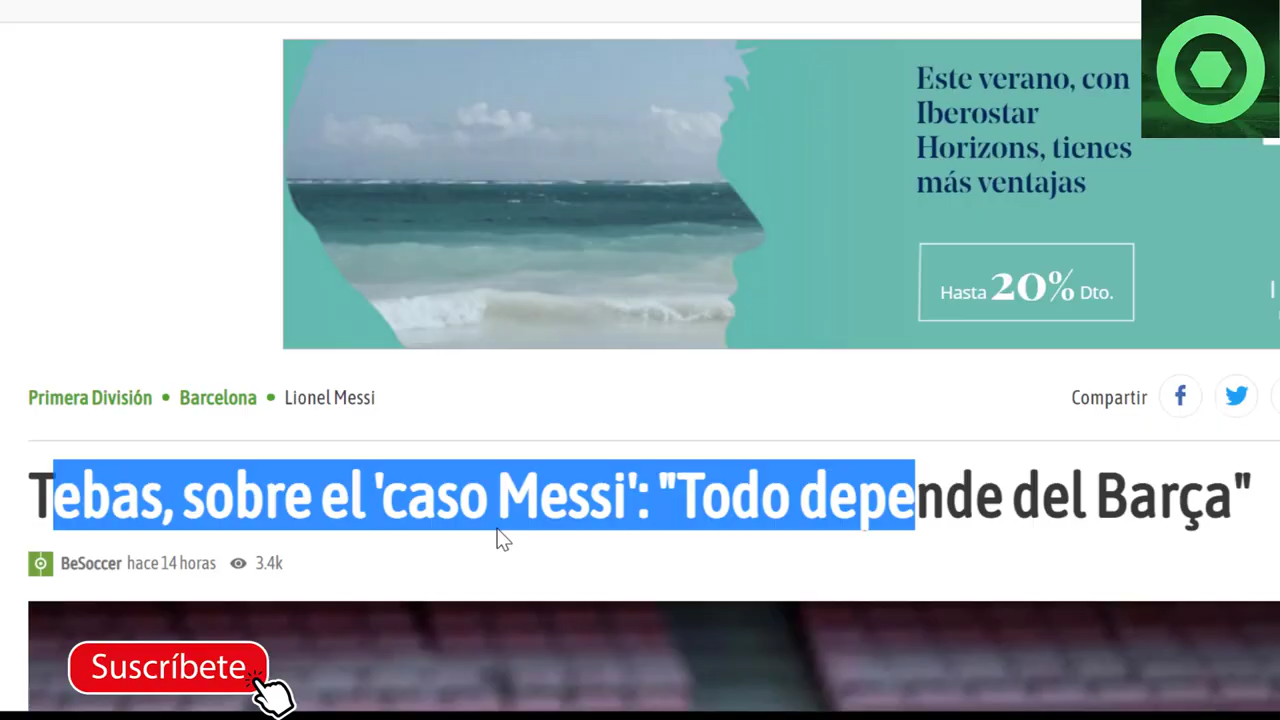 Este verano, con
Iberostar
Horizons, tienes
más ventajas
Hasta 20% Dto.
Primera División • Barcelona • Lionel Messi
Compartir
Tebas, sobre el 'caso Messi': "Todo depende del Barça"
BeSoccer hace 14 horas 3.4k
Suscríbete